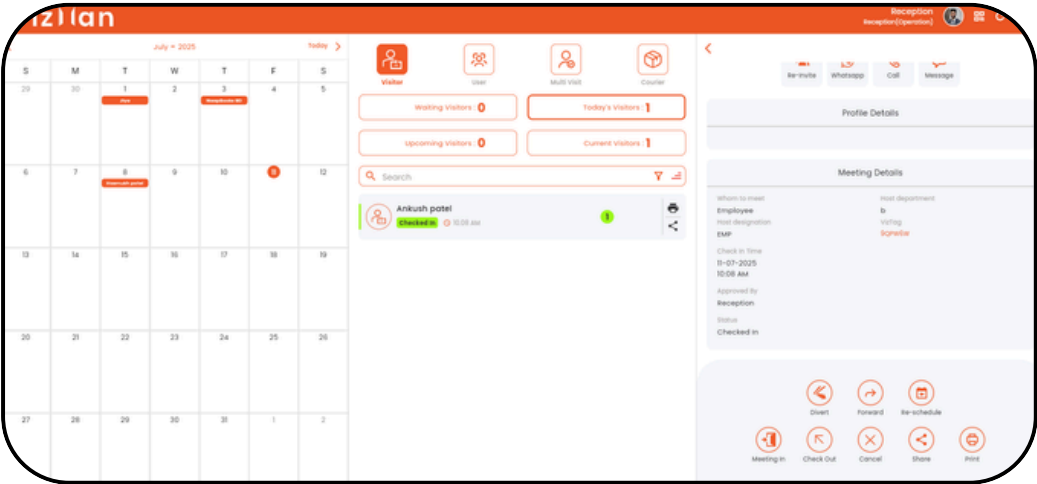 Reception
Reception(Operation)
July - 2025
Today
S M T W T F S
29 30 1 2 3 4 5
6 7 8 9 10 12
13 14 15 16 17 18 19
20 21 22 23 24 25 26
27 28 29 30 31 1 2
Visitor
User
Multi Visit
Courier
Waiting Visitors : 0
Today's Visitors : 1
Upcoming Visitors : 0
Current Visitors : 1
Search
Ankush patel
Checked In
10:08 AM
1
Re-Invite
Whatsapp
Call
Message
Profile Details
Meeting Details
Whom to meet
Employee
Host designation
EMP
Host department
b
VizTag
Check In Time
11-07-2025
10:08 AM
Approved By
Reception
Status
Checked In
Divert
Forward
Re-schedule
Meeting In
Check Out
Cancel
Share
Print